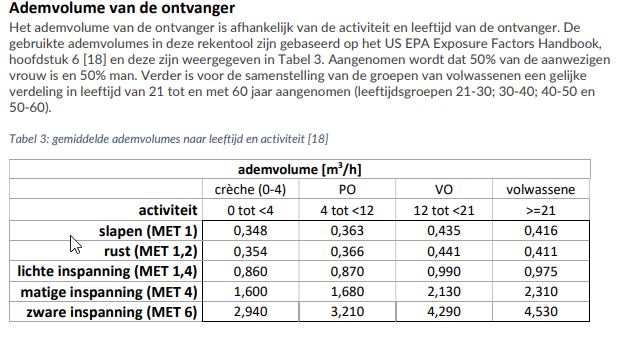 Ademvolume van de ontvanger
Het ademvolume van de ontvanger is afhankelijk van de activiteit en leeftijd van de ontvanger. De
gebruikte ademvolumes in deze rekentool zijn gebaseerd op het US EPA Exposure Factors Handbook,
hoofdstuk 6 [18] en deze zijn weergegeven in Tabel 3. Aangenomen wordt dat 50% van de aanwezigen
vrouw is en 50% man. Verder is voor de samenstelling van de groepen van volwassenen een gelijke
verdeling in leeftijd van 21 tot en met 60 jaar aangenomen (leeftijdsgroepen 21-30; 30-40; 40-50 en
50-60).
Tabel 3: gemiddelde ademvolumes naar leeftijd en activiteit [18]
ademvolume [m³/h]
crèche (0-4) PO VO volwassene
activiteit 0 tot <4 4 tot <12 12 tot <21 >=21
slapen (MET 1) 0,348 0,363 0,435 0,416
rust (MET 1,2) 0,354 0,366 0,441 0,411
lichte inspanning (MET 1,4) 0,860 0,870 0,990 0,975
matige inspanning (MET 4) 1,600 1,680 2,130 2,310
zware inspanning (MET 6) 2,940 3,210 4,290 4,530